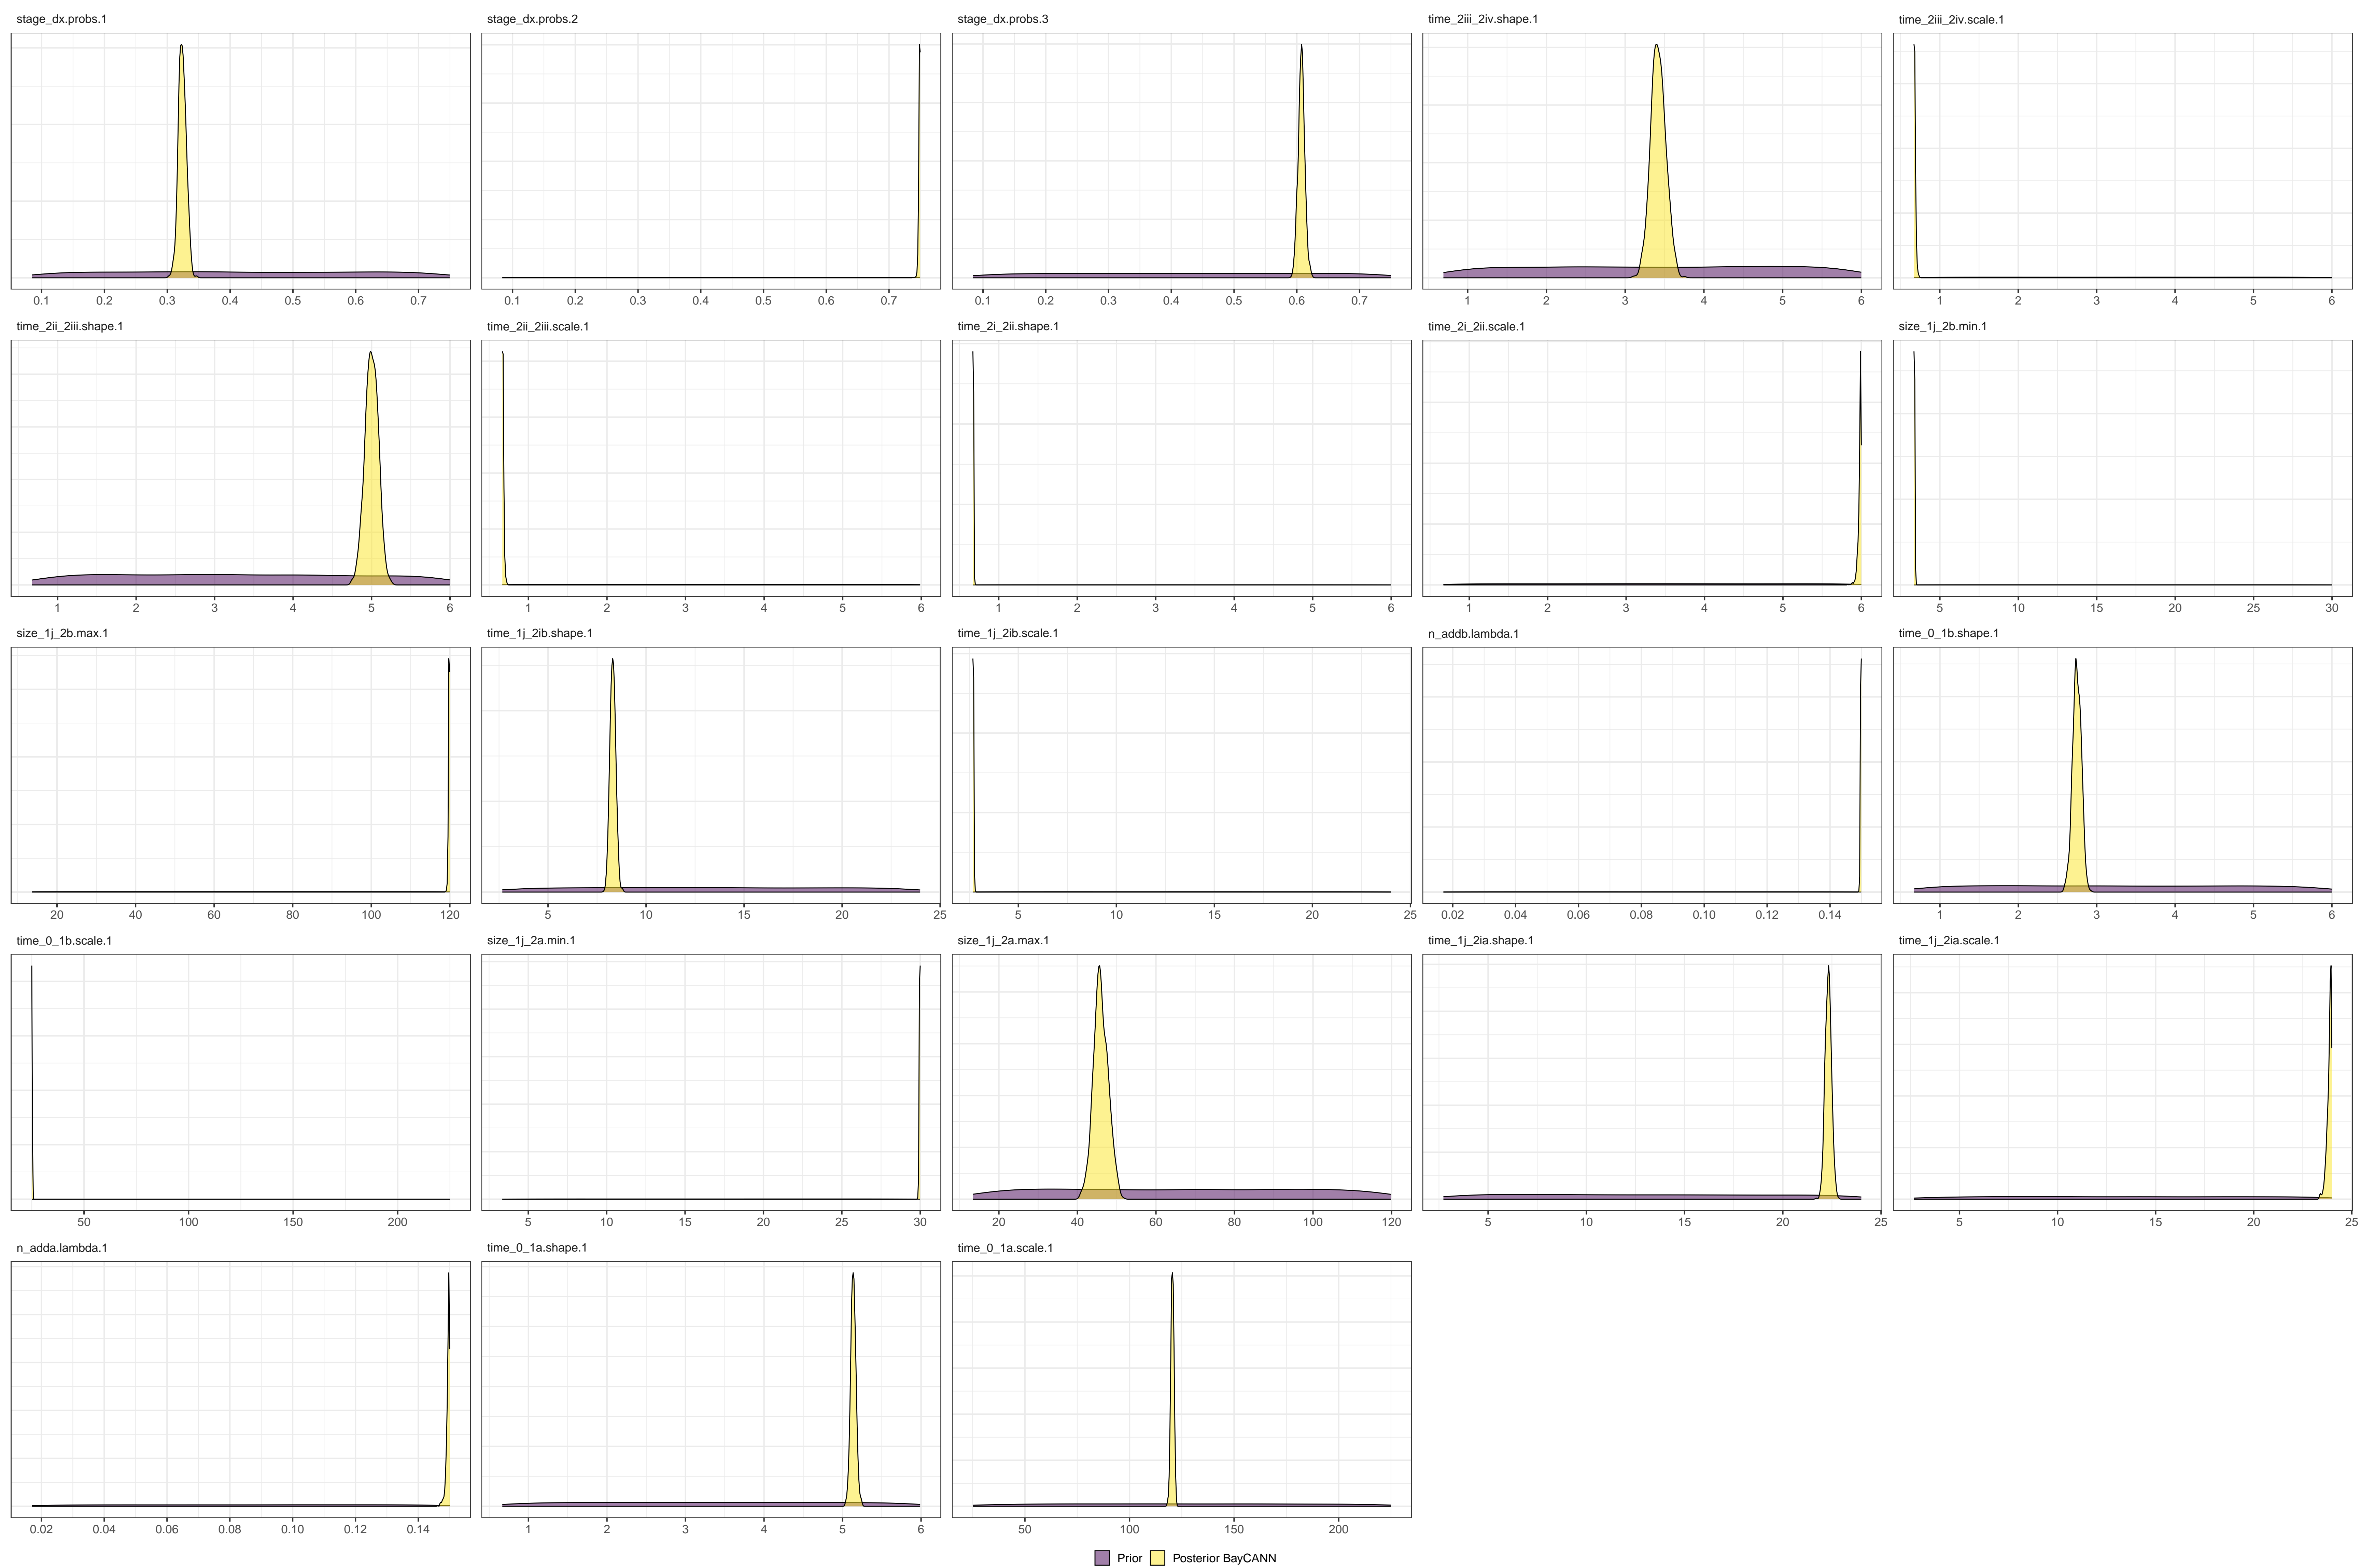 stage_dx.probs.1 stage_dx.probs.2 stage_dx.probs.3 time_2iii_2iv.shape.1 time_2iii_2iv.scale.1
0.1 0.2 0.3 0.4 0.5 0.6 0.7 0.1 0.2 0.3 0.4 0.5 0.6 0.7 0.1 0.2 0.3 0.4 0.5 0.6 0.7 1 2 3 4 5 6 1 2 3 4 5 6
time_2ii_2iii.shape.1 time_2ii_2iii.scale.1 time_2i_2ii.shape.1 time_2i_2ii.scale.1 size_1j_2b.min.1
1 2 3 4 5 6 1 2 3 4 5 6 1 2 3 4 5 6 1 2 3 4 5 6 5 10 15 20 25 30
size_1j_2b.max.1 time_1j_2ib.shape.1 time_1j_2ib.scale.1 n_addb.lambda.1 time_0_1b.shape.1
20 40 60 80 100 120 5 10 15 20 25 5 10 15 20 25 0.02 0.04 0.06 0.08 0.10 0.12 0.14 1 2 3 4 5 6
time_0_1b.scale.1 size_1j_2a.min.1 size_1j_2a.max.1 time_1j_2ia.shape.1 time_1j_2ia.scale.1
50 100 150 200 5 10 15 20 25 30 20 40 60 80 100 120 5 10 15 20 25 5 10 15 20 25
n_adda.lambda.1 time_0_1a.shape.1 time_0_1a.scale.1
0.02 0.04 0.06 0.08 0.10 0.12 0.14 1 2 3 4 5 6 50 100 150 200
Prior Posterior BayCANN